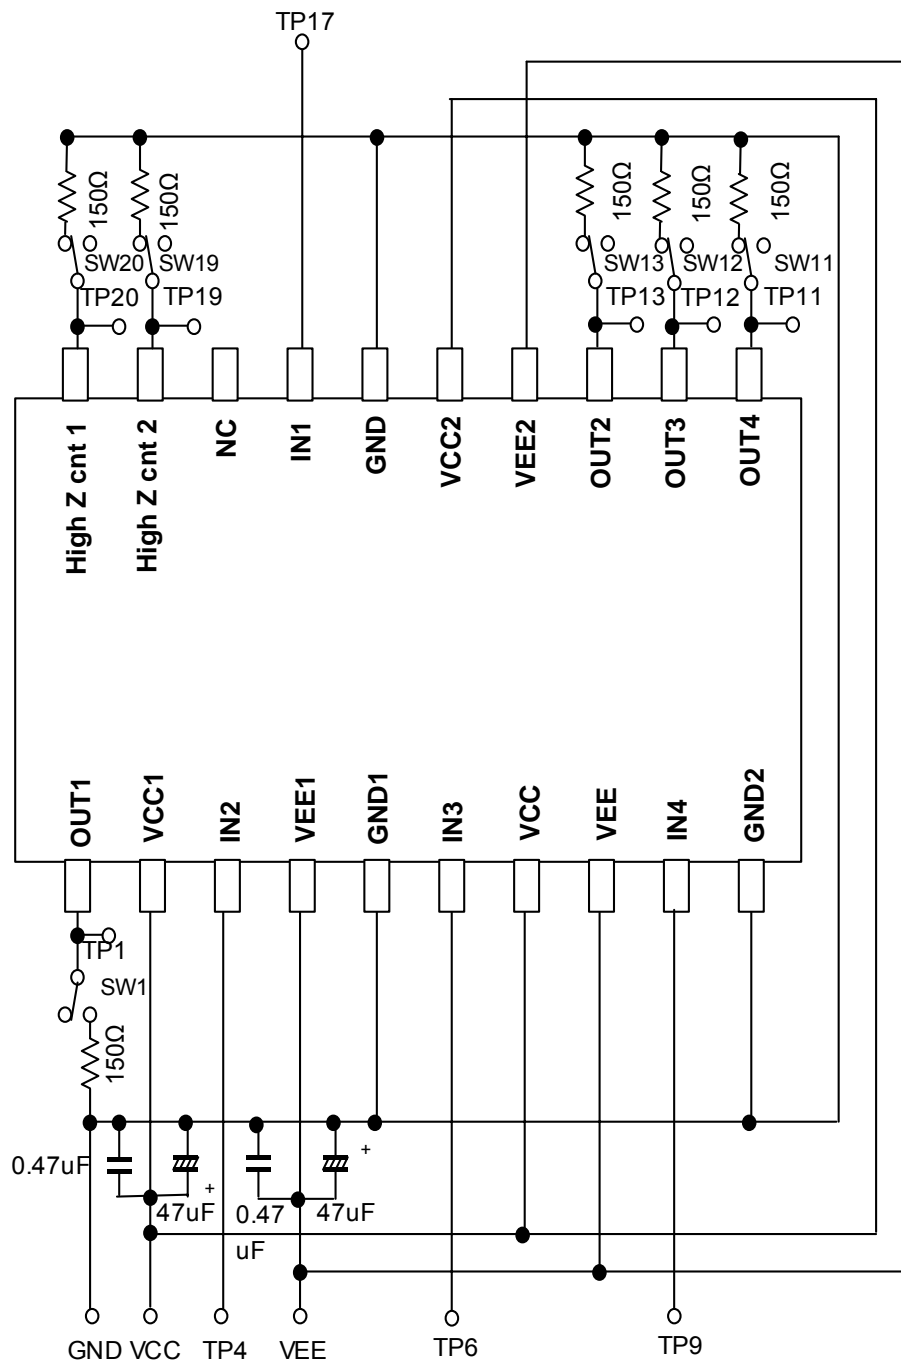 TP17
150Ω
150Ω
150Ω
150Ω
150Ω
SW20
SW19
SW13
SW12
SW11
TP20
TP19
TP13
TP12
TP11
High Z cnt 1
High Z cnt 2
NC
IN1
GND
VCC2
VEE2
OUT2
OUT3
OUT4
OUT1
VCC1
IN2
VEE1
GND1
IN3
VCC
VEE
IN4
GND2
TP1
SW1
150Ω
0.47uF
+
47uF
0.47
uF
+
47uF
GND
VCC
TP4
VEE
TP6
TP9